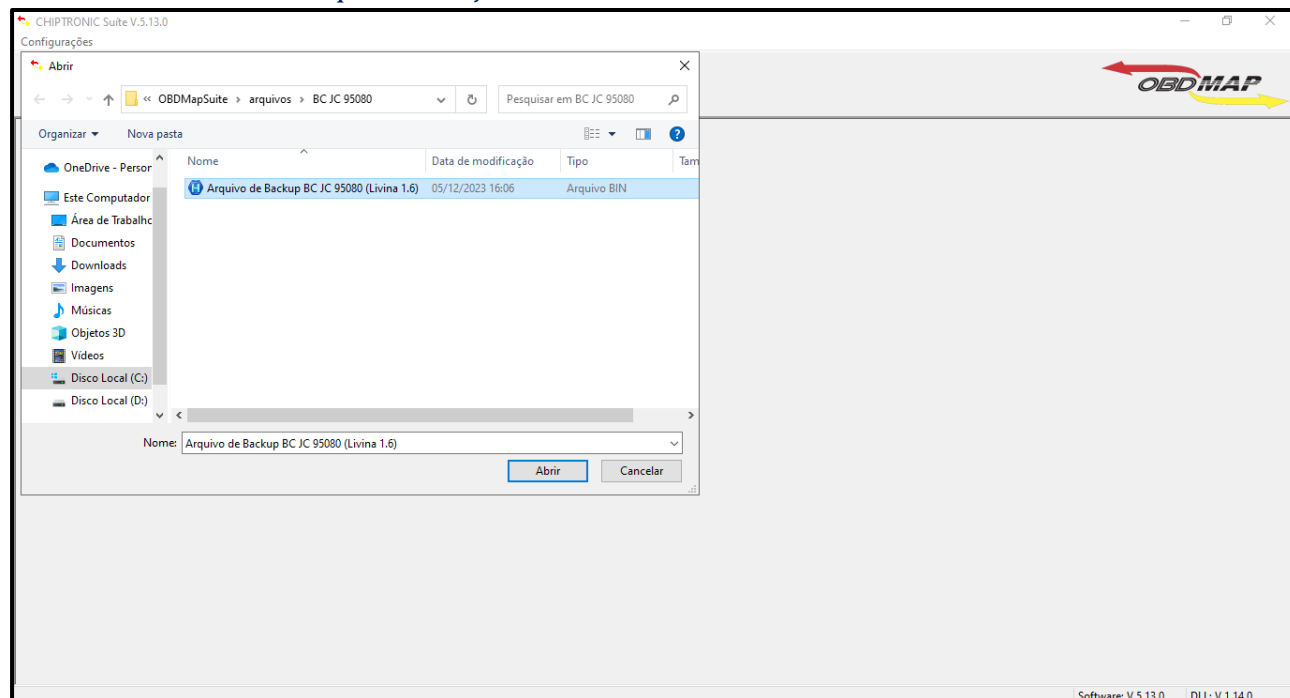 CHIPTRONIC Suíte V.5.13.0
Configurações
Abrir
OBDMAP
« OBDMapSuite › arquivos › BC JC 95080
Pesquisar em BC JC 95080
Organizar
Nova pasta
Nome
Data de modificação
Tipo
Tam
OneDrive - Person
Arquivo de Backup BC JC 95080 (Livina 1.6) 05/12/2023 16:06 Arquivo BIN
Este Computador
Área de Trabalho
Documentos
Downloads
Imagens
Músicas
Objetos 3D
Vídeos
Disco Local (C:)
Disco Local (D:)
Nome: Arquivo de Backup BC JC 95080 (Livina 1.6)
Abrir
Cancelar
Software: V 5.13.0 DLL: V 1.14.0